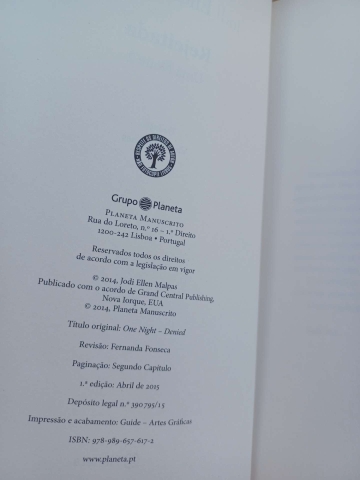 Grupo Planeta
Planeta Manuscrito
Rua do Loreto, n.º 16 – 1.º Direito
1200-242 Lisboa • Portugal
Reservados todos os direitos
de acordo com a legislação em vigor
© 2014, Jodi Ellen Malpas
Publicado com o acordo de Grand Central Publishing,
Nova Iorque, EUA
© 2014, Planeta Manuscrito
Título original: One Night – Denied
Revisão: Fernanda Fonseca
Paginação: Segundo Capítulo
1.ª edição: Abril de 2015
Depósito legal n.º 390 795/15
Impressão e acabamento: Guide – Artes Gráficas
ISBN: 978-989-657-617-2
www.planeta.pt